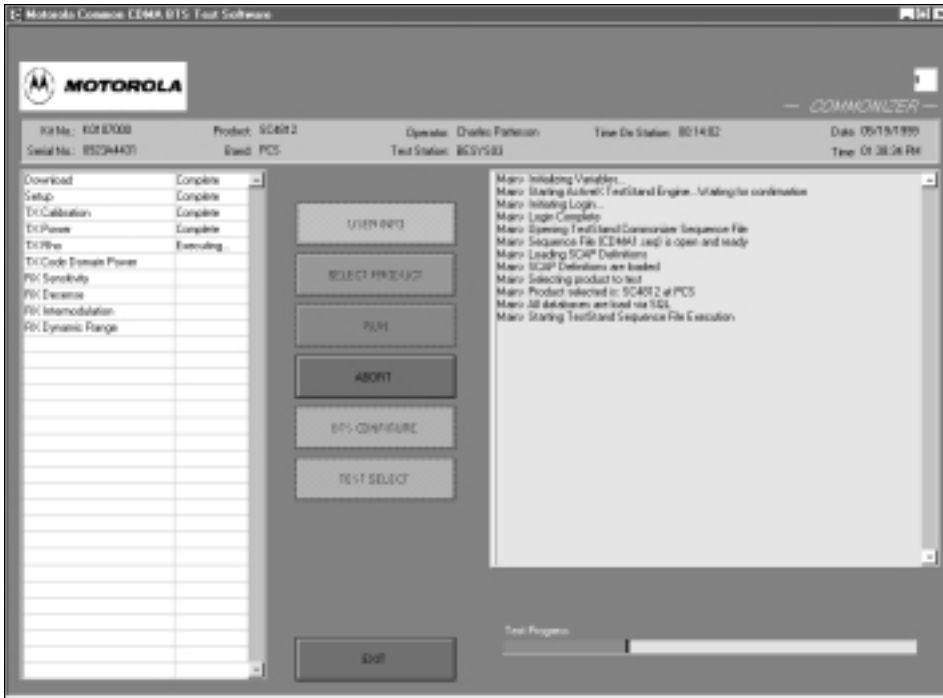 Motorola Common CDMA BTS Test Software
MOTOROLA
COMMONIZER
Kit No.: Product: SC4812 Operator: Charles Patterson Time On Station: 00:14:02 Date: 05/19/1999
Serial No.: Band: PCS Test Station: BESYS03 Time: 01:38:34 PM
Download Complete
Setup Complete
TX Calibration Complete
TX Power Complete
TX Rho Executing...
TX Code Domain Power
RX Sensitivity
RX Desense
RX Intermodulation
RX Dynamic Range
USER INFO
SELECT PRODUCT
RUN
ABORT
BTS CONFIGURE
TEST SELECT
EXIT
Main> Initializing Variables...
Main> Starting ActiveX TestStand Engine...Waiting for confirmation
Main> Initiating Login...
Main> Login Complete
Main> Opening TestStand Commonizer Sequence File
Main> Sequence File (CDMA1.seq) is open and ready
Main> Loading SCAP Definitions
Main> SCAP Definitions are loaded
Main> Selecting product to test
Main> Product selected is: SC4812 at PCS
Main> All databases are load via SQL
Main> Starting TestStand Sequence File Execution
Test Progress